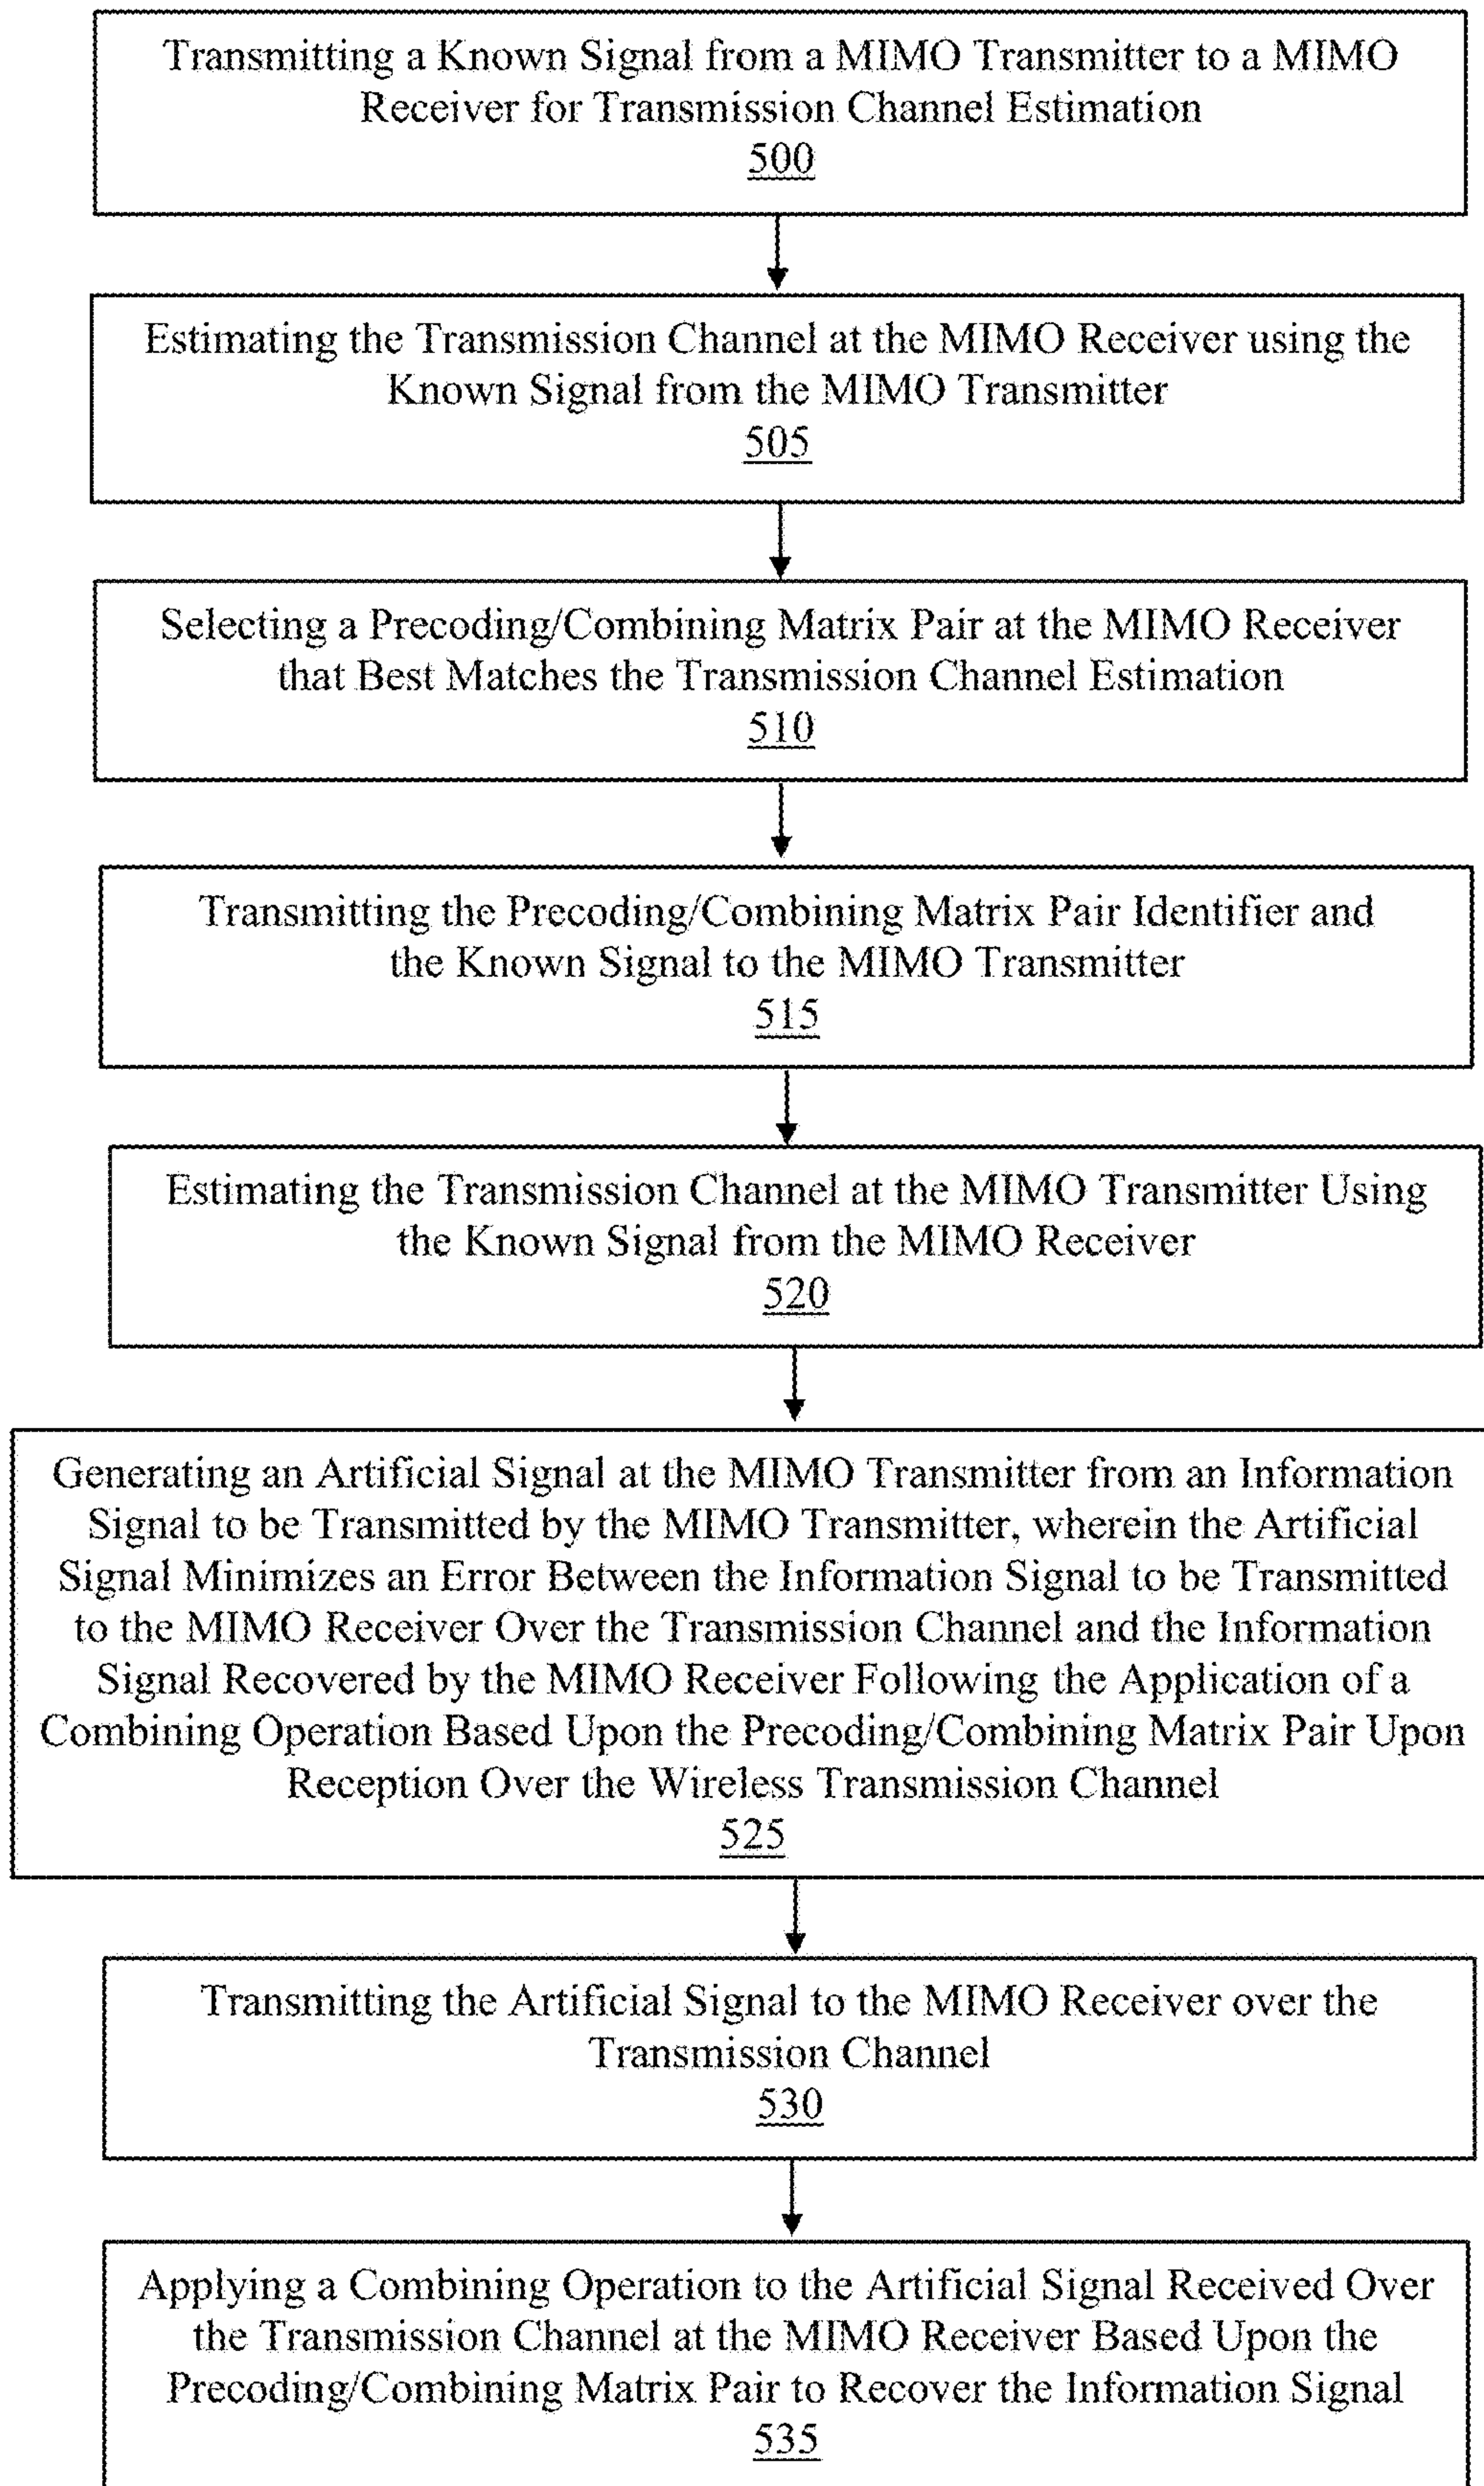 Transmitting a Known Signal from a MIMO Transmitter to a MIMO
Receiver for Transmission Channel Estimation
500
Estimating the Transmission Channel at the MIMO Receiver using the
Known Signal from the MIMO Transmitter
505
Selecting a Precoding/Combining Matrix Pair at the MIMO Receiver
that Best Matches the Transmission Channel Estimation
510
Transmitting the Precoding/Combining Matrix Pair Identifier and
the Known Signal to the MIMO Transmitter
515
Estimating the Transmission Channel at the MIMO Transmitter Using
the Known Signal from the MIMO Receiver
520
Generating an Artificial Signal at the MIMO Transmitter from an Information
Signal to be Transmitted by the MIMO Transmitter, wherein the Artificial
Signal Minimizes an Error Between the Information Signal to be Transmitted
to the MIMO Receiver Over the Transmission Channel and the Information
Signal Recovered by the MIMO Receiver Following the Application of a
Combining Operation Based Upon the Precoding/Combining Matrix Pair Upon
Reception Over the Wireless Transmission Channel
525
Transmitting the Artificial Signal to the MIMO Receiver over the
Transmission Channel
530
Applying a Combining Operation to the Artificial Signal Received Over
the Transmission Channel at the MIMO Receiver Based Upon the
Precoding/Combining Matrix Pair to Recover the Information Signal
535